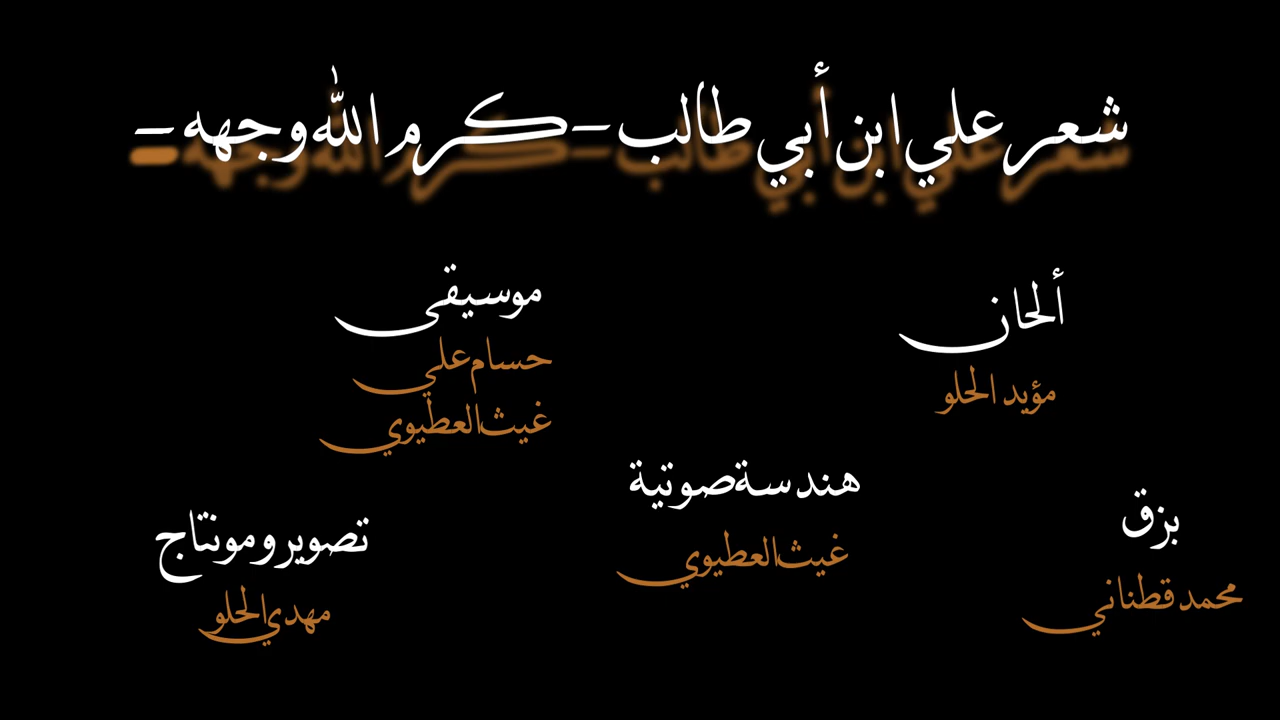 شعر علي ابن أبي طالب - كرم الله وجهه -
ألحان
مؤيد الحلو
موسيقى
حسام علي
غيث العطيوي
بزق
محمد قطناني
هندسة صوتية
غيث العطيوي
تصوير و مونتاج
مهدي الحلو